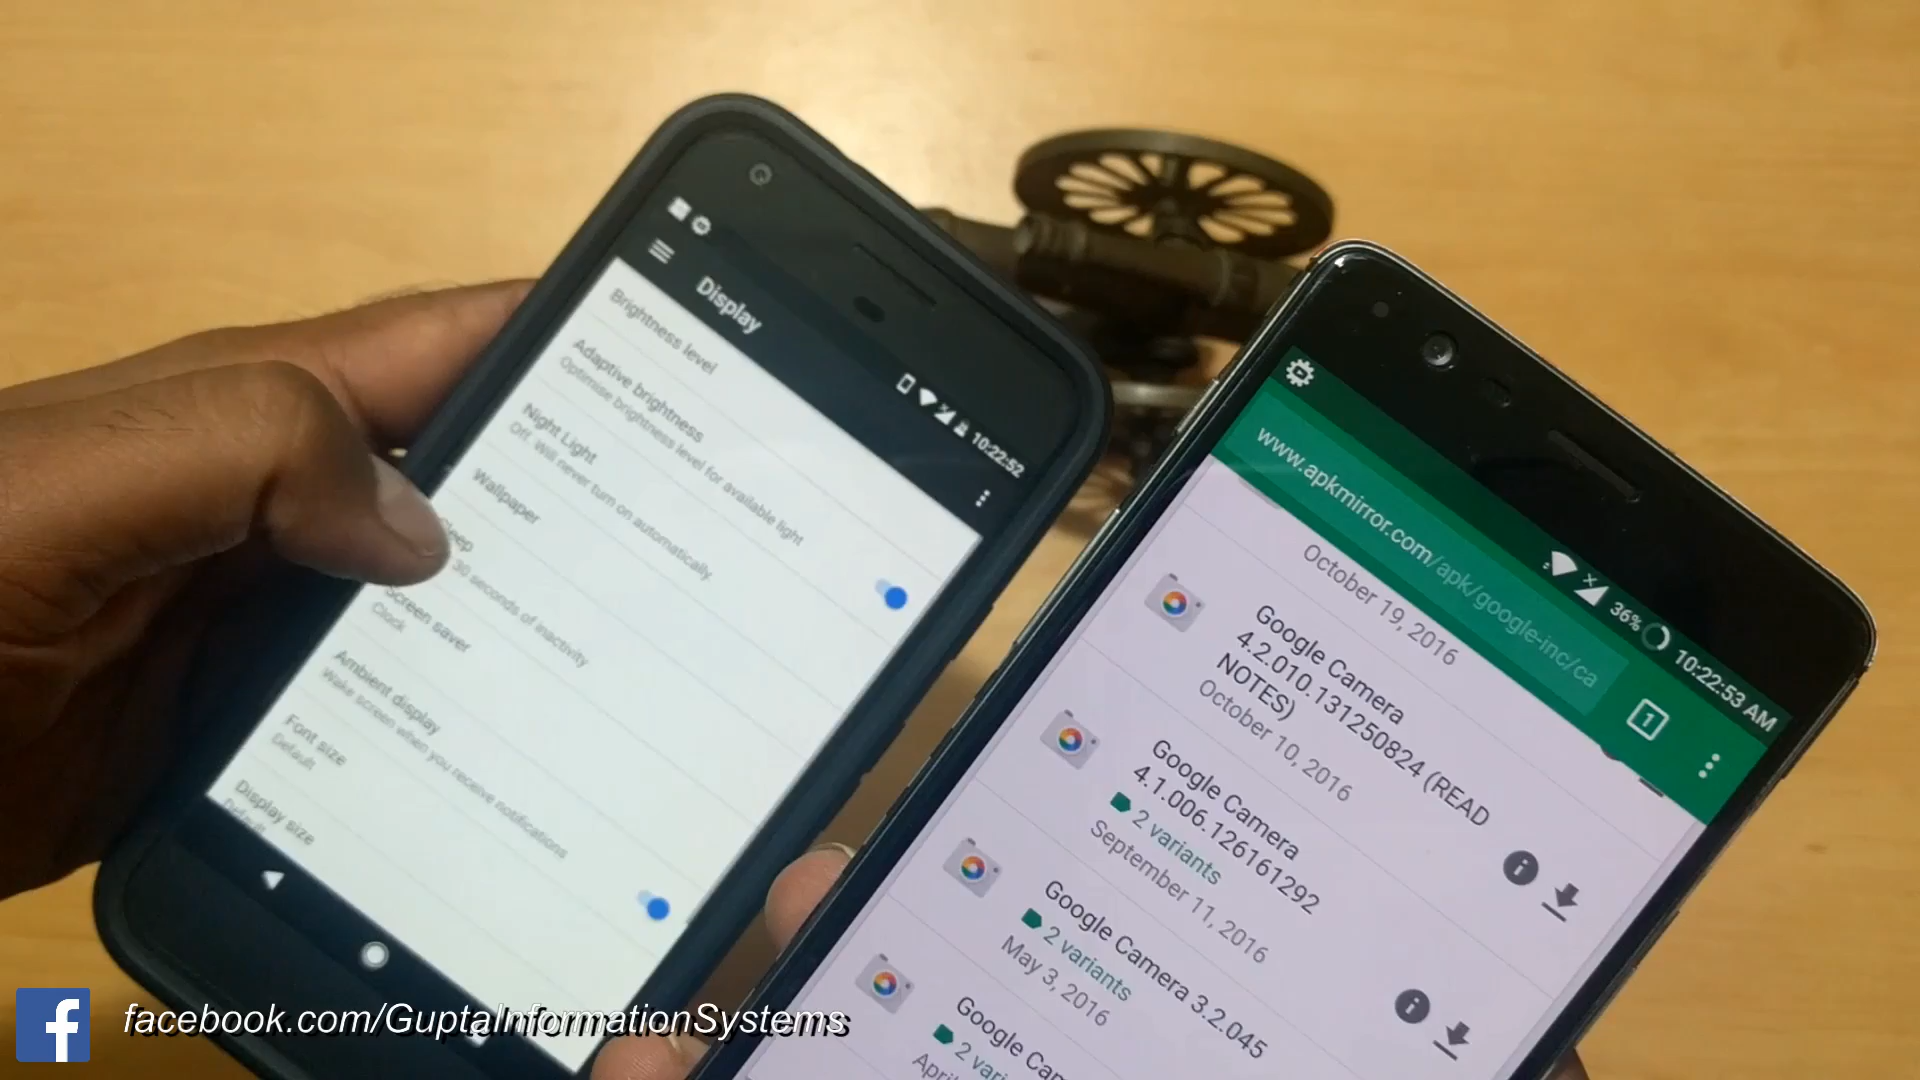 Display
10:22:52
Brightness level
Adaptive brightness
Optimise brightness level for available light
Night Light
Off. Will never turn on automatically.
Wallpaper
30 seconds of inactivity
Screen saver
Clock
Ambient display
Wake screen when you receive notifications
Font size
Default
Display size
Default
36% 10:22:53 AM
www.apkmirror.com/apk/google-inc/ca
1
October 19, 2016
Google Camera
4.2.010.131250824 (READ
NOTES)
October 10, 2016
Google Camera
4.1.006.126161292
2 variants
September 11, 2016
Google Camera 3.2.045
2 variants
May 3, 2016
Google Cam
2 vari
April
f facebook.com/GuptaInformationSystems